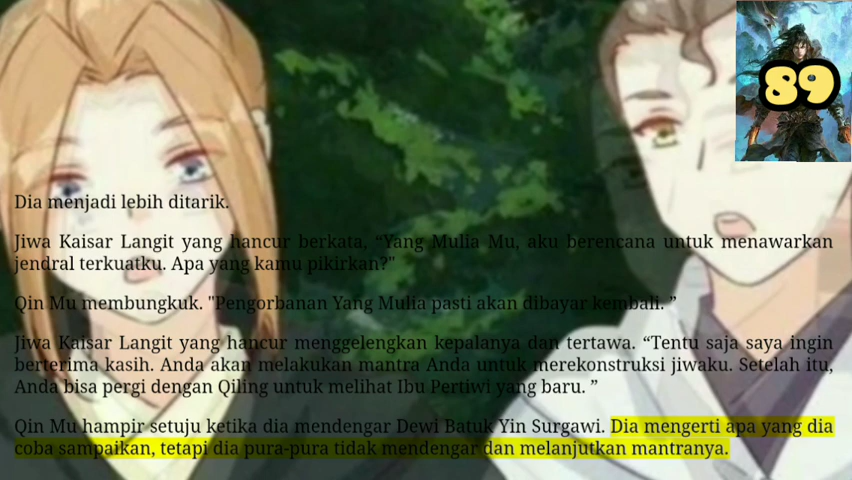 89
Dia menjadi lebih ditarik.
Jiwa Kaisar Langit yang hancur berkata, “Yang Mulia Mu, aku berencana untuk menawarkan
jendral terkuatku. Apa yang kamu pikirkan?"
Qin Mu membungkuk. "Pengorbanan Yang Mulia pasti akan dibayar kembali. ”
Jiwa Kaisar Langit yang hancur menggelengkan kepalanya dan tertawa. “Tentu saja saya ingin
berterima kasih. Anda akan melakukan mantra Anda untuk merekonstruksi jiwaku. Setelah itu,
Anda bisa pergi dengan Qiling untuk melihat Ibu Pertiwi yang baru. ”
Qin Mu hampir setuju ketika dia mendengar Dewi Batuk Yin Surgawi. Dia mengerti apa yang dia
coba sampaikan, tetapi dia pura-pura tidak mendengar dan melanjutkan mantranya.